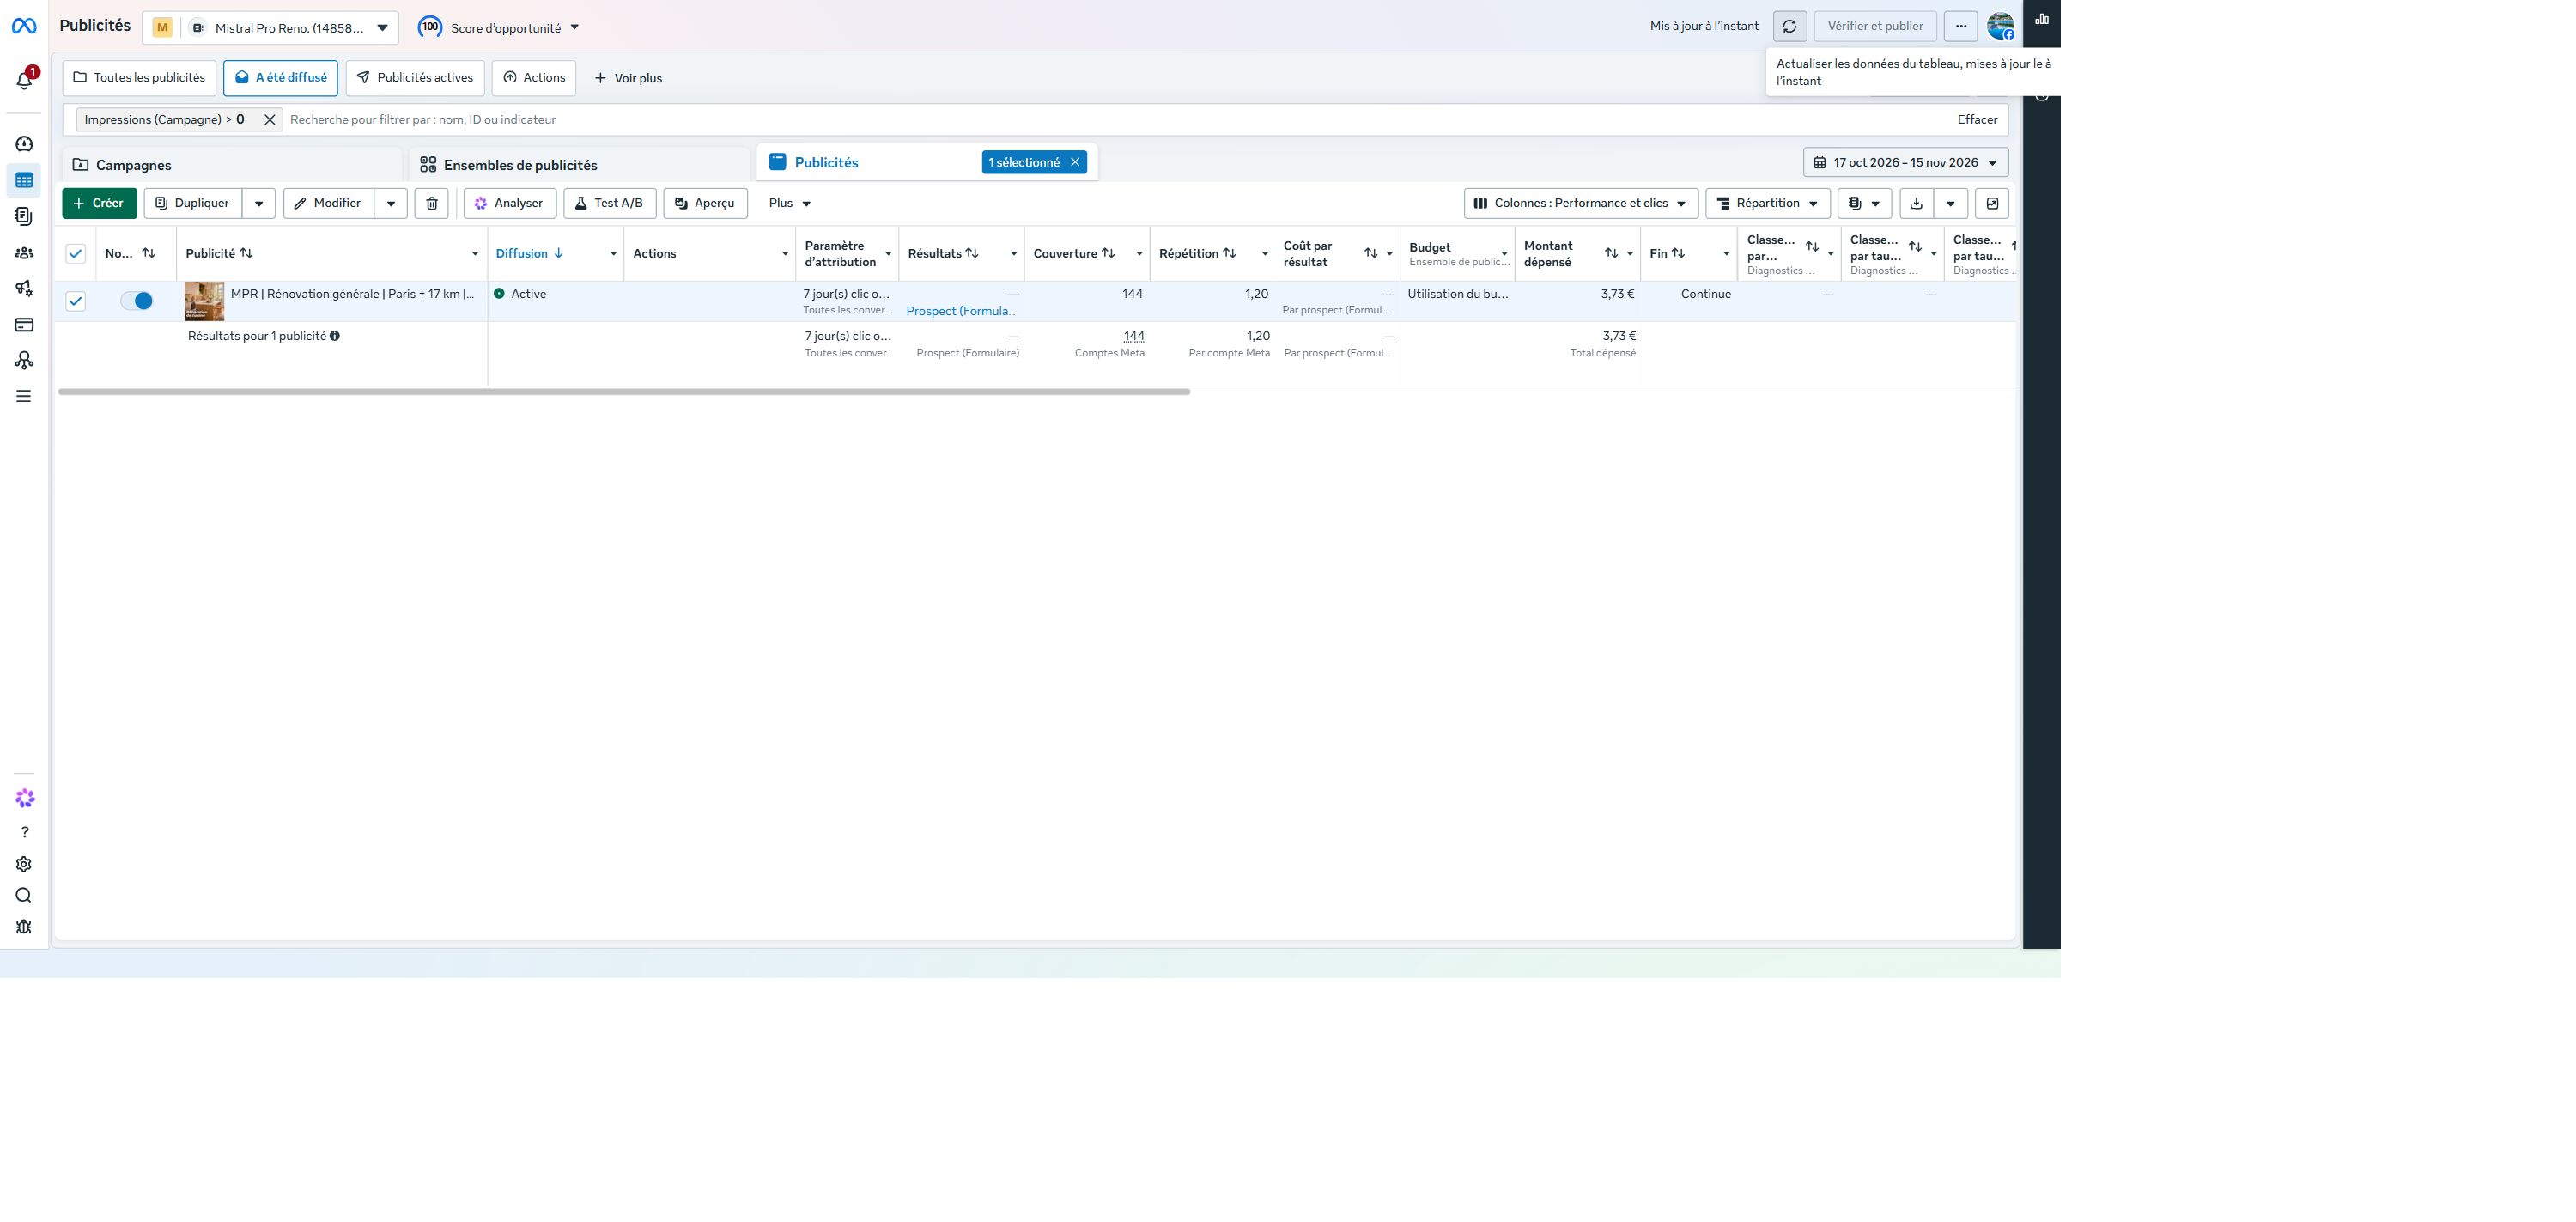 Publicités
M
Mistral Pro Reno. (14858...
100
Score d'opportunité
Mis à jour à l'instant
Vérifier et publier
Actualiser les données du tableau, mises à jour le à
l'instant
1
Toutes les publicités
A été diffusé
Publicités actives
Actions
+ Voir plus
Impressions (Campagne) > 0
Recherche pour filtrer par : nom, ID ou indicateur
Effacer
Campagnes
Ensembles de publicités
Publicités
1 sélectionné
17 oct 2026 – 15 nov 2026
+ Créer
Dupliquer
Modifier
Analyser
Test A/B
Aperçu
Plus
Colonnes : Performance et clics
Répartition
No...
Publicité
Diffusion
Actions
Paramètre
d'attribution
Résultats
Couverture
Répétition
Coût par
résultat
Budget
Ensemble de public...
Montant
dépensé
Fin
Classe...
par...
Diagnostics ...
Classe...
par tau...
Diagnostics ...
Classe...
par tau...
Diagnostics ...
MPR | Rénovation générale | Paris + 17 km |...
Active
7 jour(s) clic o...
Toutes les conver...
—
Prospect (Formula...
144
1,20
—
Par prospect (Formul...
Utilisation du bu...
3,73 €
Continue
—
—
Résultats pour 1 publicité
7 jour(s) clic o...
Toutes les conver...
—
Prospect (Formulaire)
144
Comptes Meta
1,20
Par compte Meta
—
Par prospect (Formul...
3,73 €
Total dépensé
?